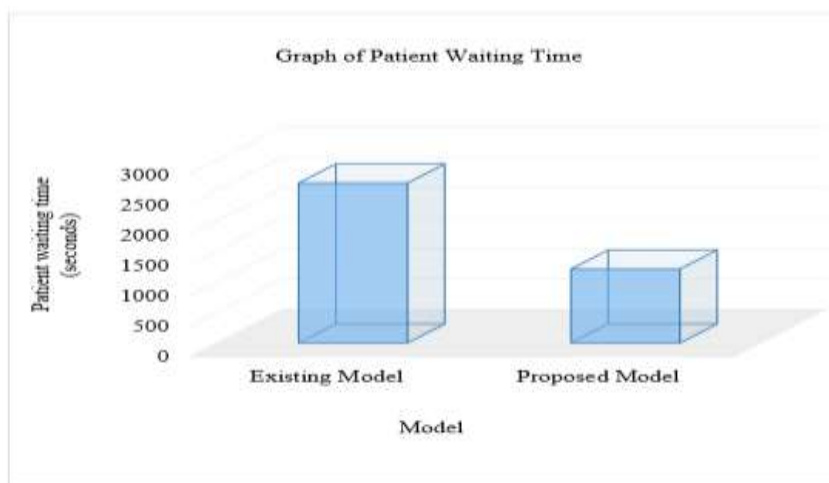 Graph of Patient Waiting Time
Patient waiting time
(seconds)
3000
2500
2000
1500
1000
500
0
Existing Model
Proposed Model
Model